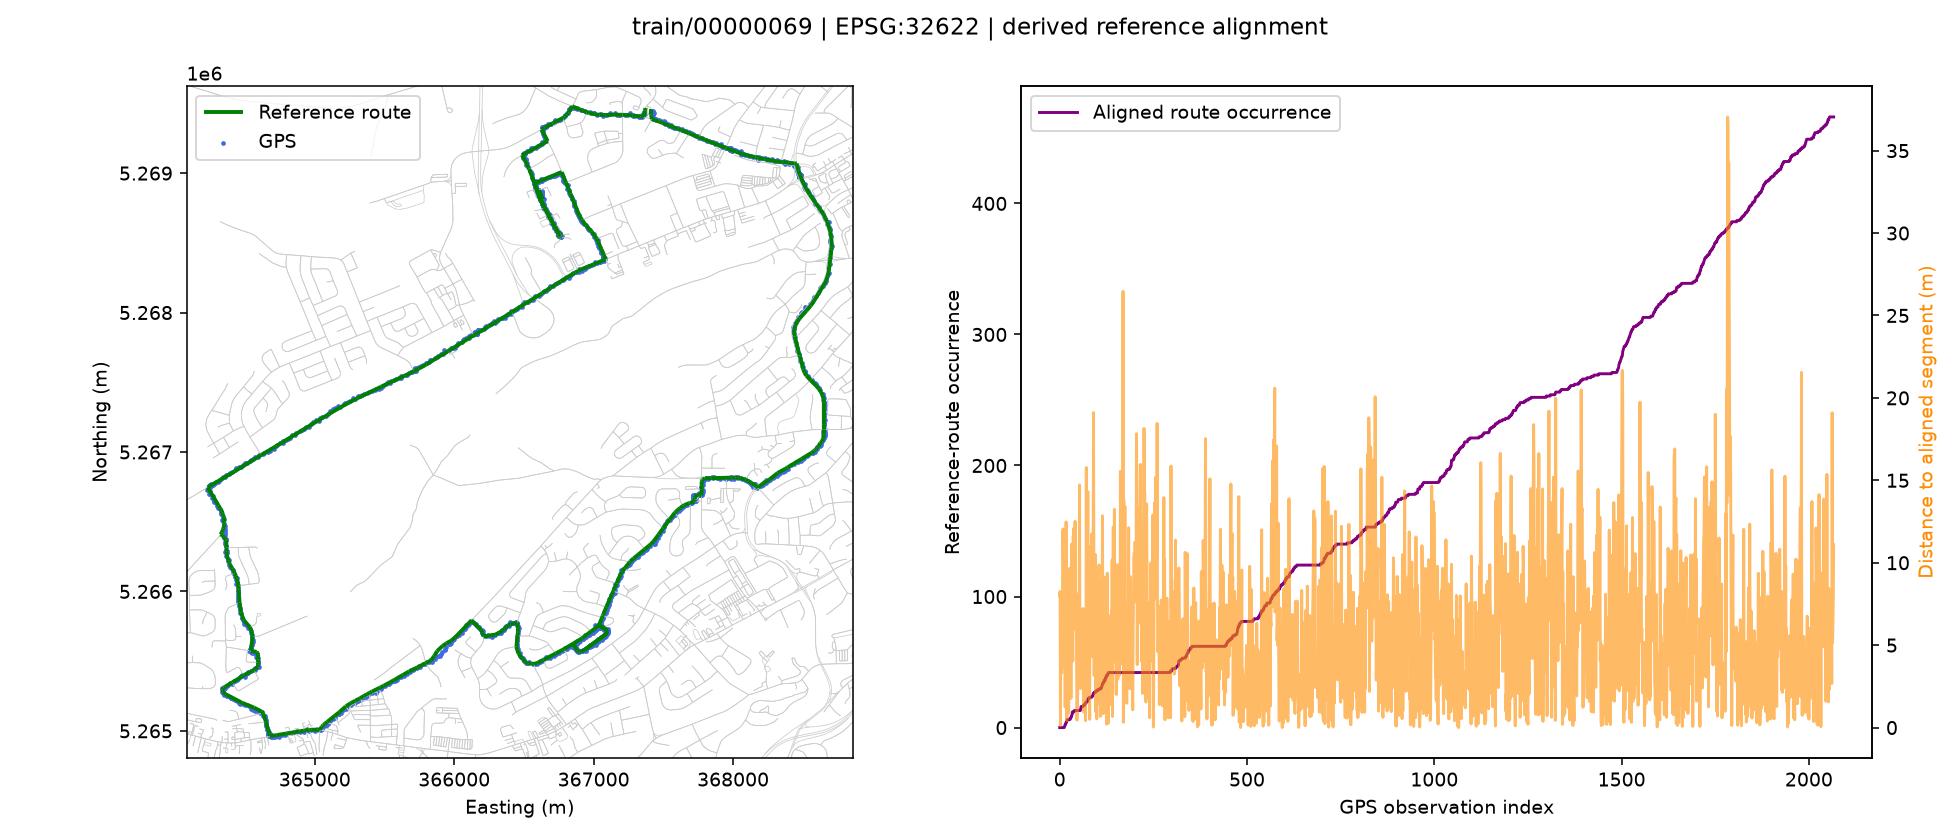 train/00000069 | EPSG:32622 | derived reference alignment
1e6
Reference route
GPS
5.269
5.268
5.267
5.266
5.265
Northing (m)
365000 366000 367000 368000
Easting (m)
Aligned route occurrence
400
300
200
100
0
Reference-route occurrence
35
30
25
20
15
10
5
0
Distance to aligned segment (m)
0 500 1000 1500 2000
GPS observation index